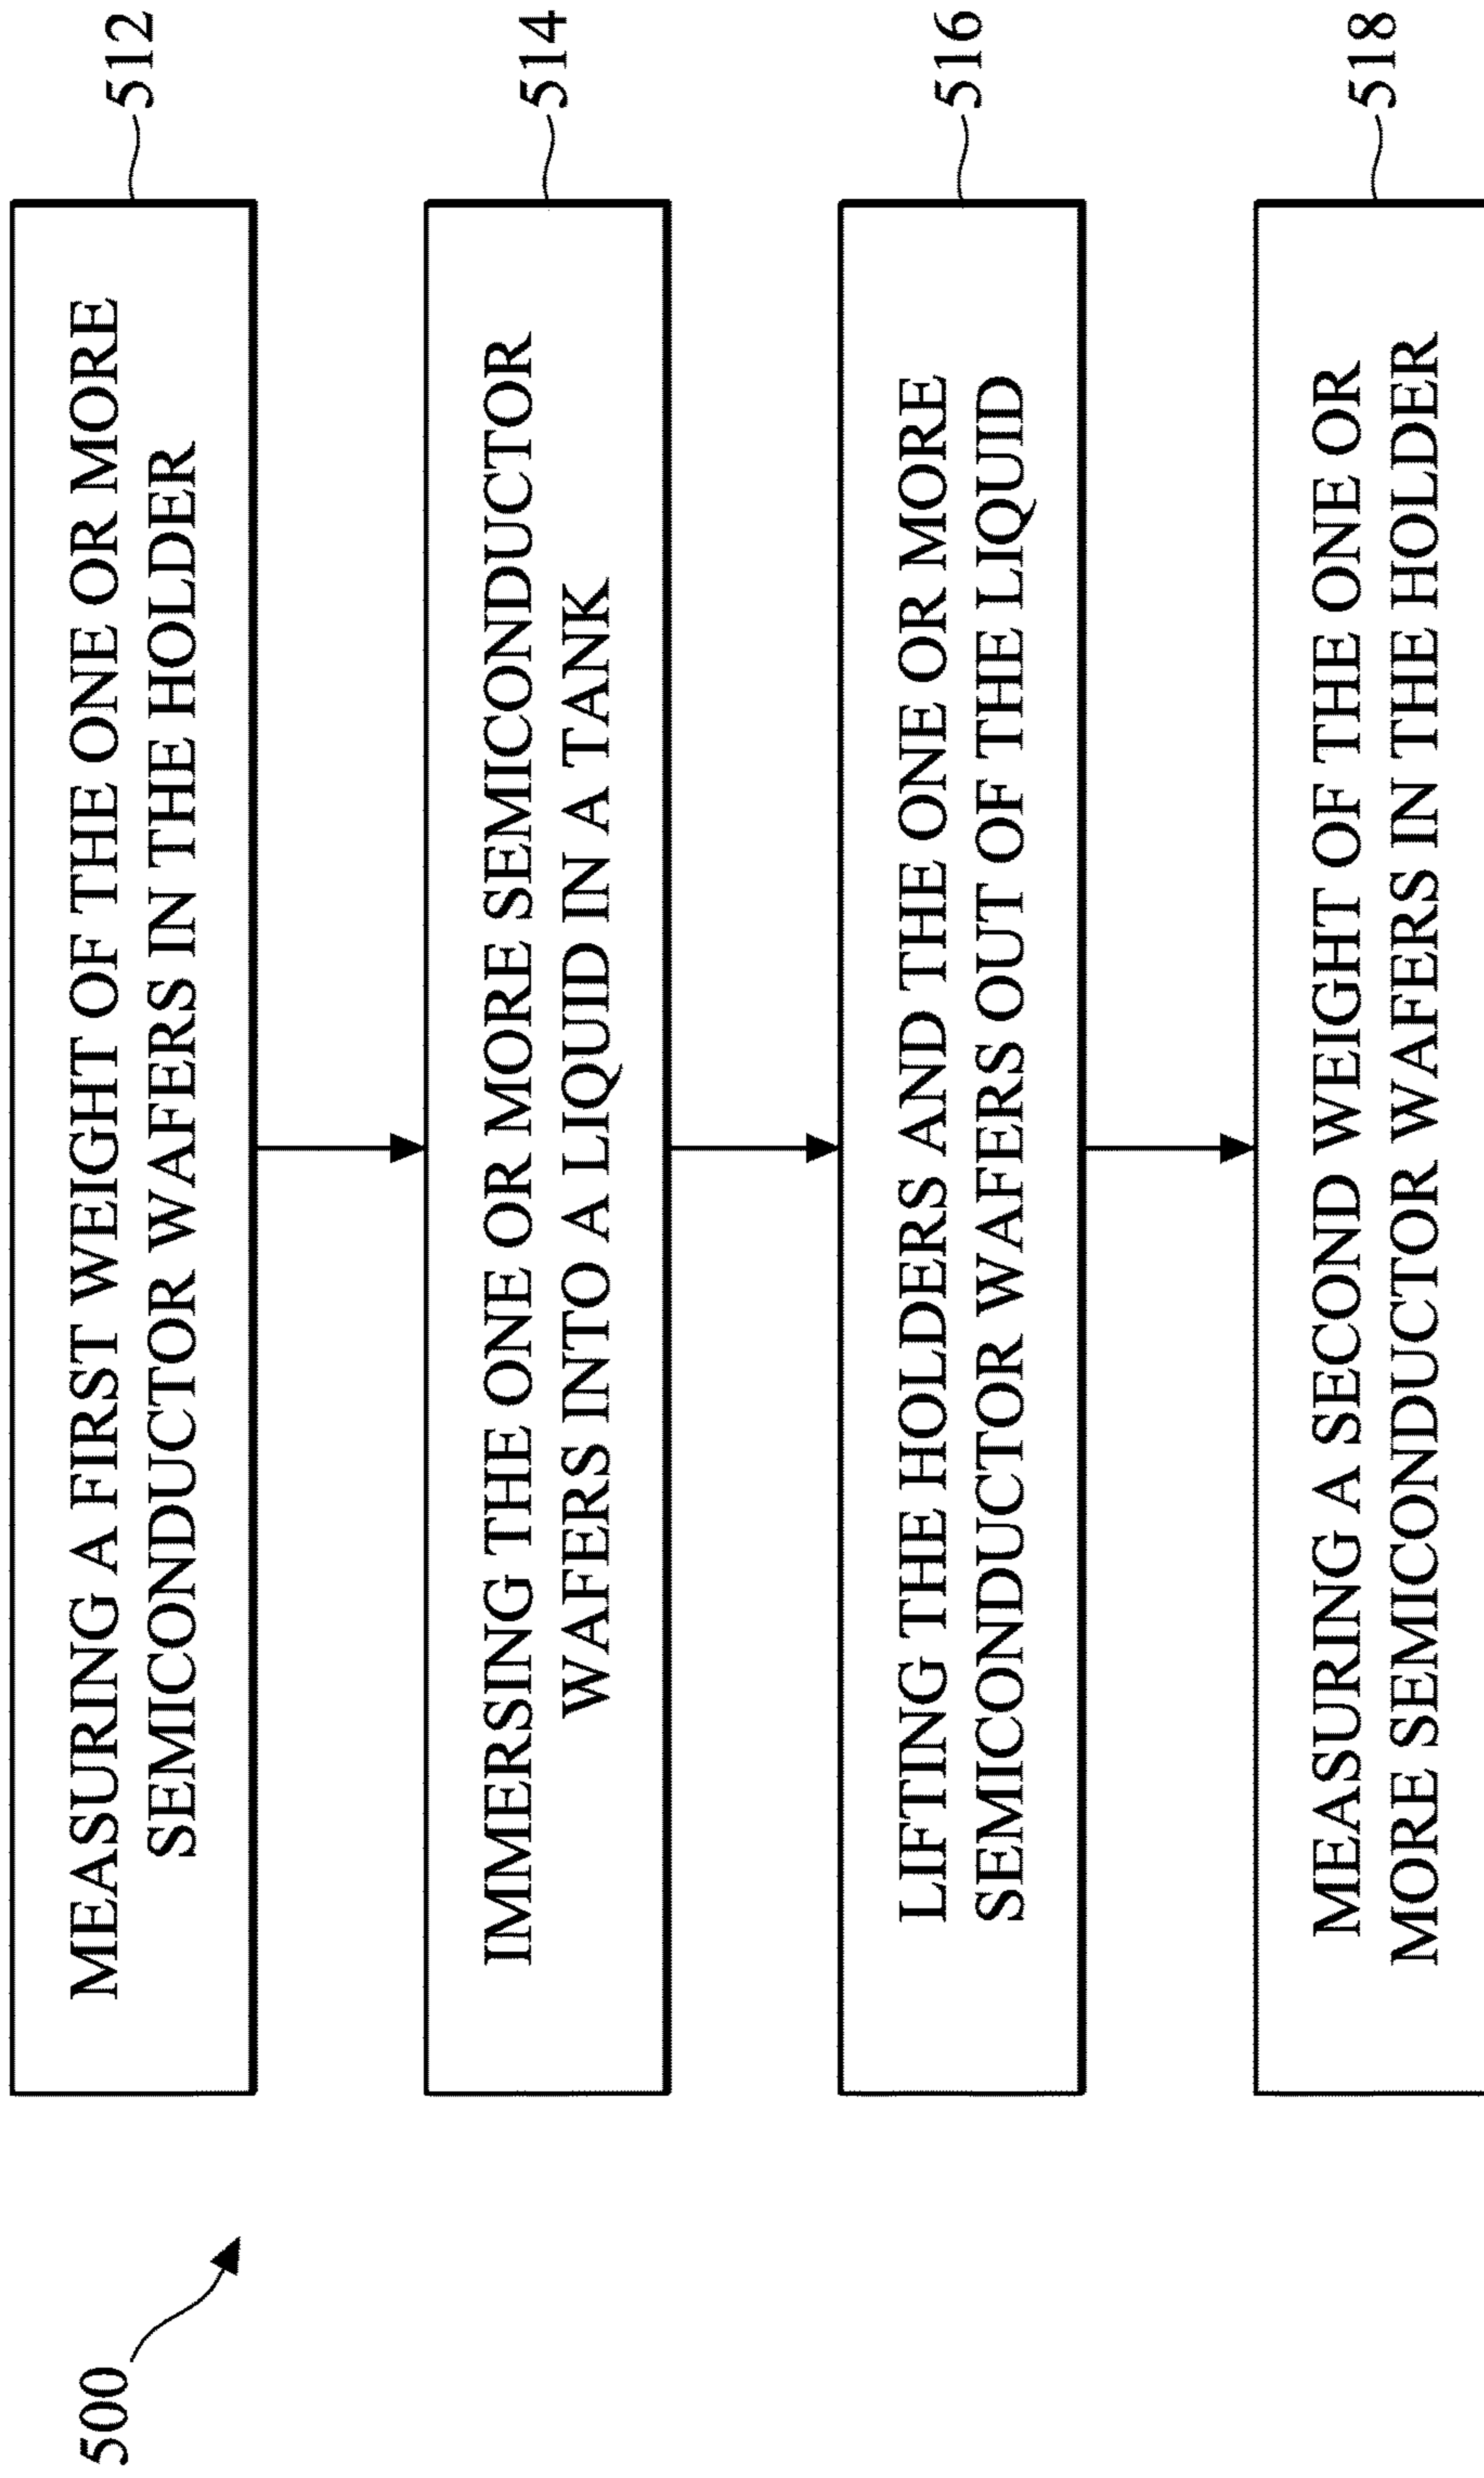 500
MEASURING A FIRST WEIGHT OF THE ONE OR MORE
SEMICONDUCTOR WAFERS IN THE HOLDER
512
IMMERSING THE ONE OR MORE SEMICONDUCTOR
WAFERS INTO A LIQUID IN A TANK
514
LIFTING THE HOLDERS AND THE ONE OR MORE
SEMICONDUCTOR WAFERS OUT OF THE LIQUID
516
MEASURING A SECOND WEIGHT OF THE ONE OR
MORE SEMICONDUCTOR WAFERS IN THE HOLDER
518